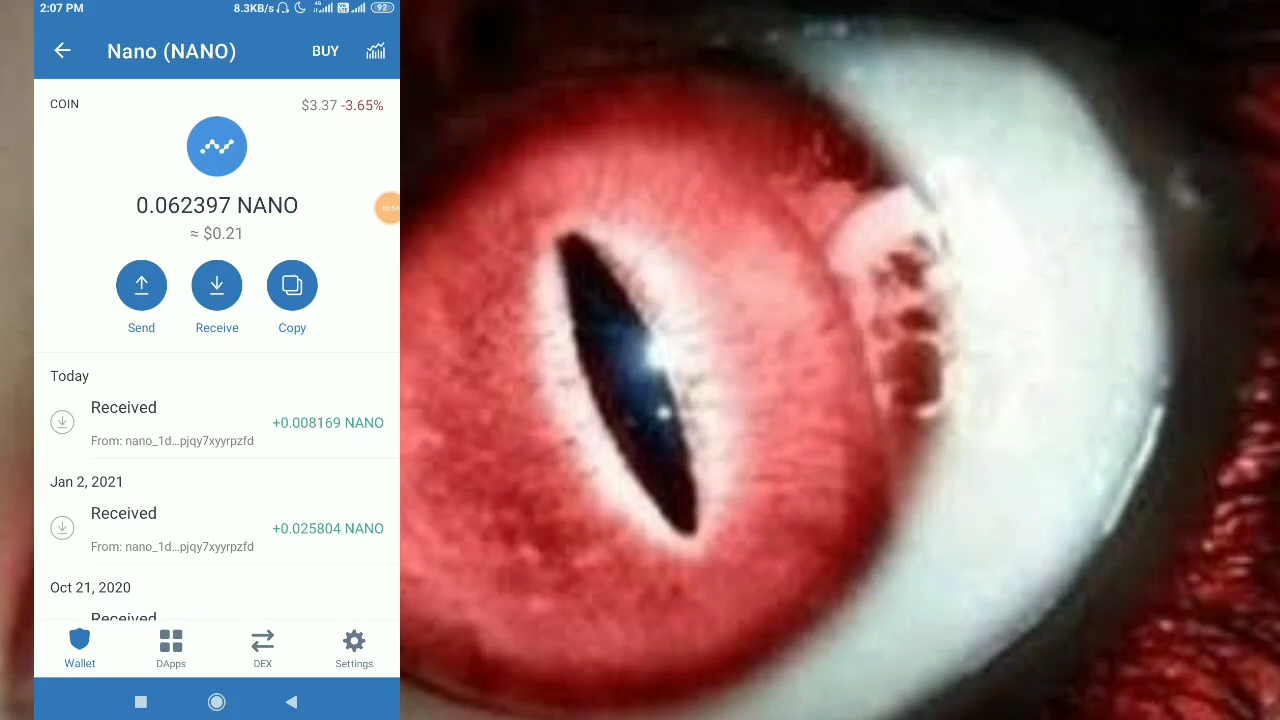 2:07 PM 8.3KB/s 4G 92
Nano (NANO) BUY
COIN $3.37 -3.65%
0.062397 NANO
≈ $0.21
Send Receive Copy
Today
Received
+0.008169 NANO
From: nano_1d...pjqy7xyyrpzfd
Jan 2, 2021
Received
+0.025804 NANO
From: nano_1d...pjqy7xyyrpzfd
Oct 21, 2020
Received
Wallet DApps DEX Settings